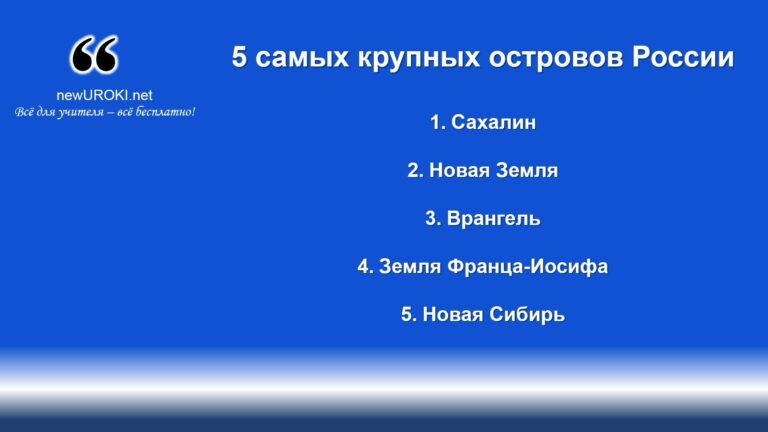 newUROKI.net
Всё для учителя – всё бесплатно!
5 самых крупных островов России
1. Сахалин
2. Новая Земля
3. Врангель
4. Земля Франца-Иосифа
5. Новая Сибирь